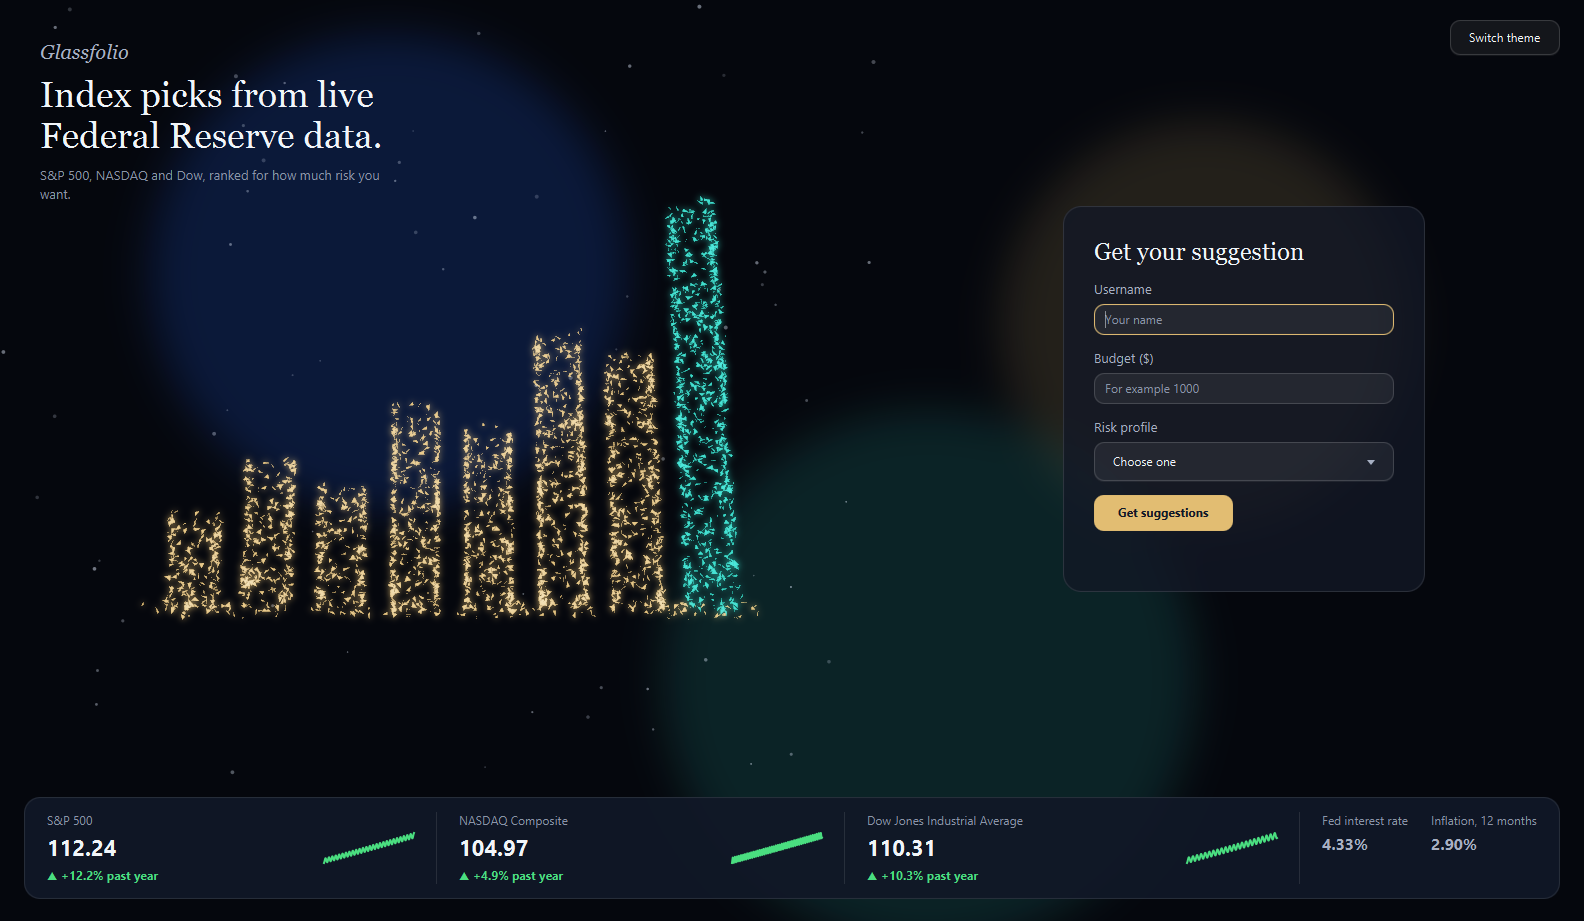 Glassfolio
Switch theme
Index picks from live
Federal Reserve data.
S&P 500, NASDAQ and Dow, ranked for how much risk you
want.
Get your suggestion
Username
Your name
Budget ($)
For example 1000
Risk profile
Choose one
Get suggestions
S&P 500
112.24
▲ +12.2% past year
NASDAQ Composite
104.97
▲ +4.9% past year
Dow Jones Industrial Average
110.31
▲ +10.3% past year
Fed interest rate
4.33%
Inflation, 12 months
2.90%